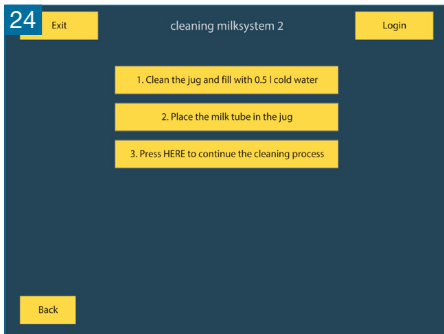 24
Exit
cleaning milksystem 2
Login
1. Clean the jug and fill with 0.5 l cold water
2. Place the milk tube in the jug
3. Press HERE to continue the cleaning process
Back